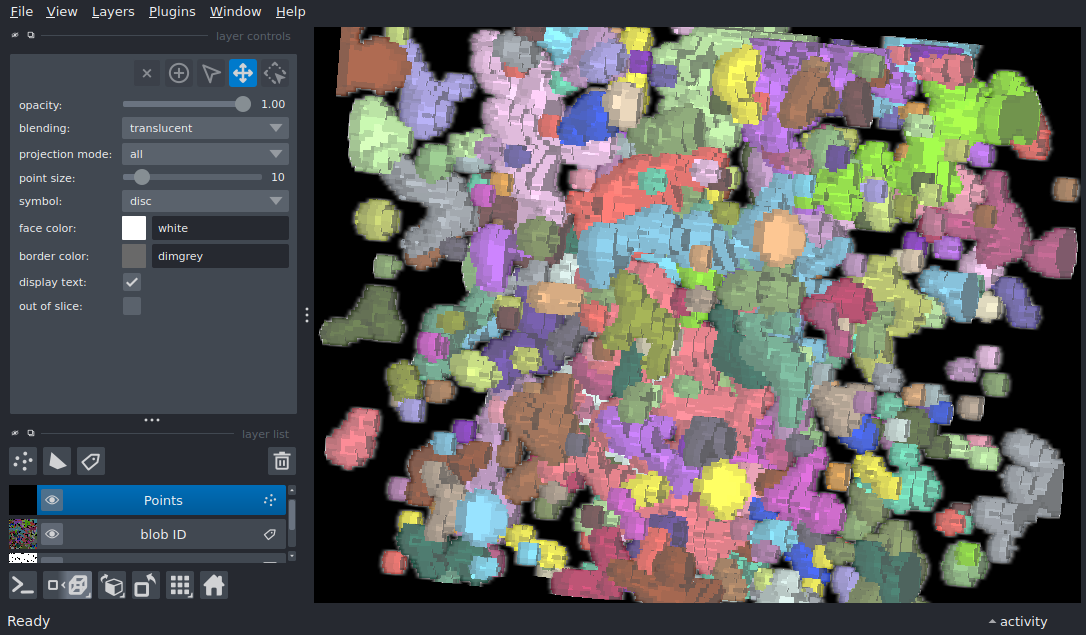 File View Layers Plugins Window Help
layer controls
opacity: 1.00
blending: translucent
projection mode: all
point size: 10
symbol: disc
face color: white
border color: dimgrey
display text:
out of slice:
layer list
Points
blob ID
Ready
activity